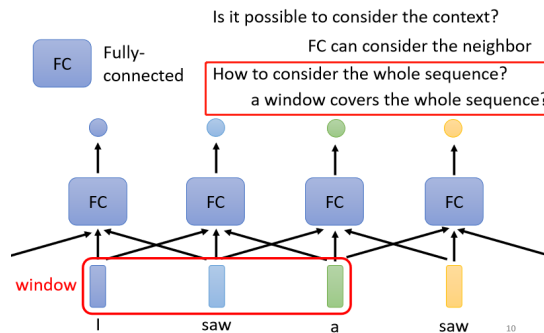 Is it possible to consider the context?
FC can consider the neighbor
FC
Fully-
connected
How to consider the whole sequence?
a window covers the whole sequence?
FC
FC
FC
FC
window
I
saw
a
saw
10